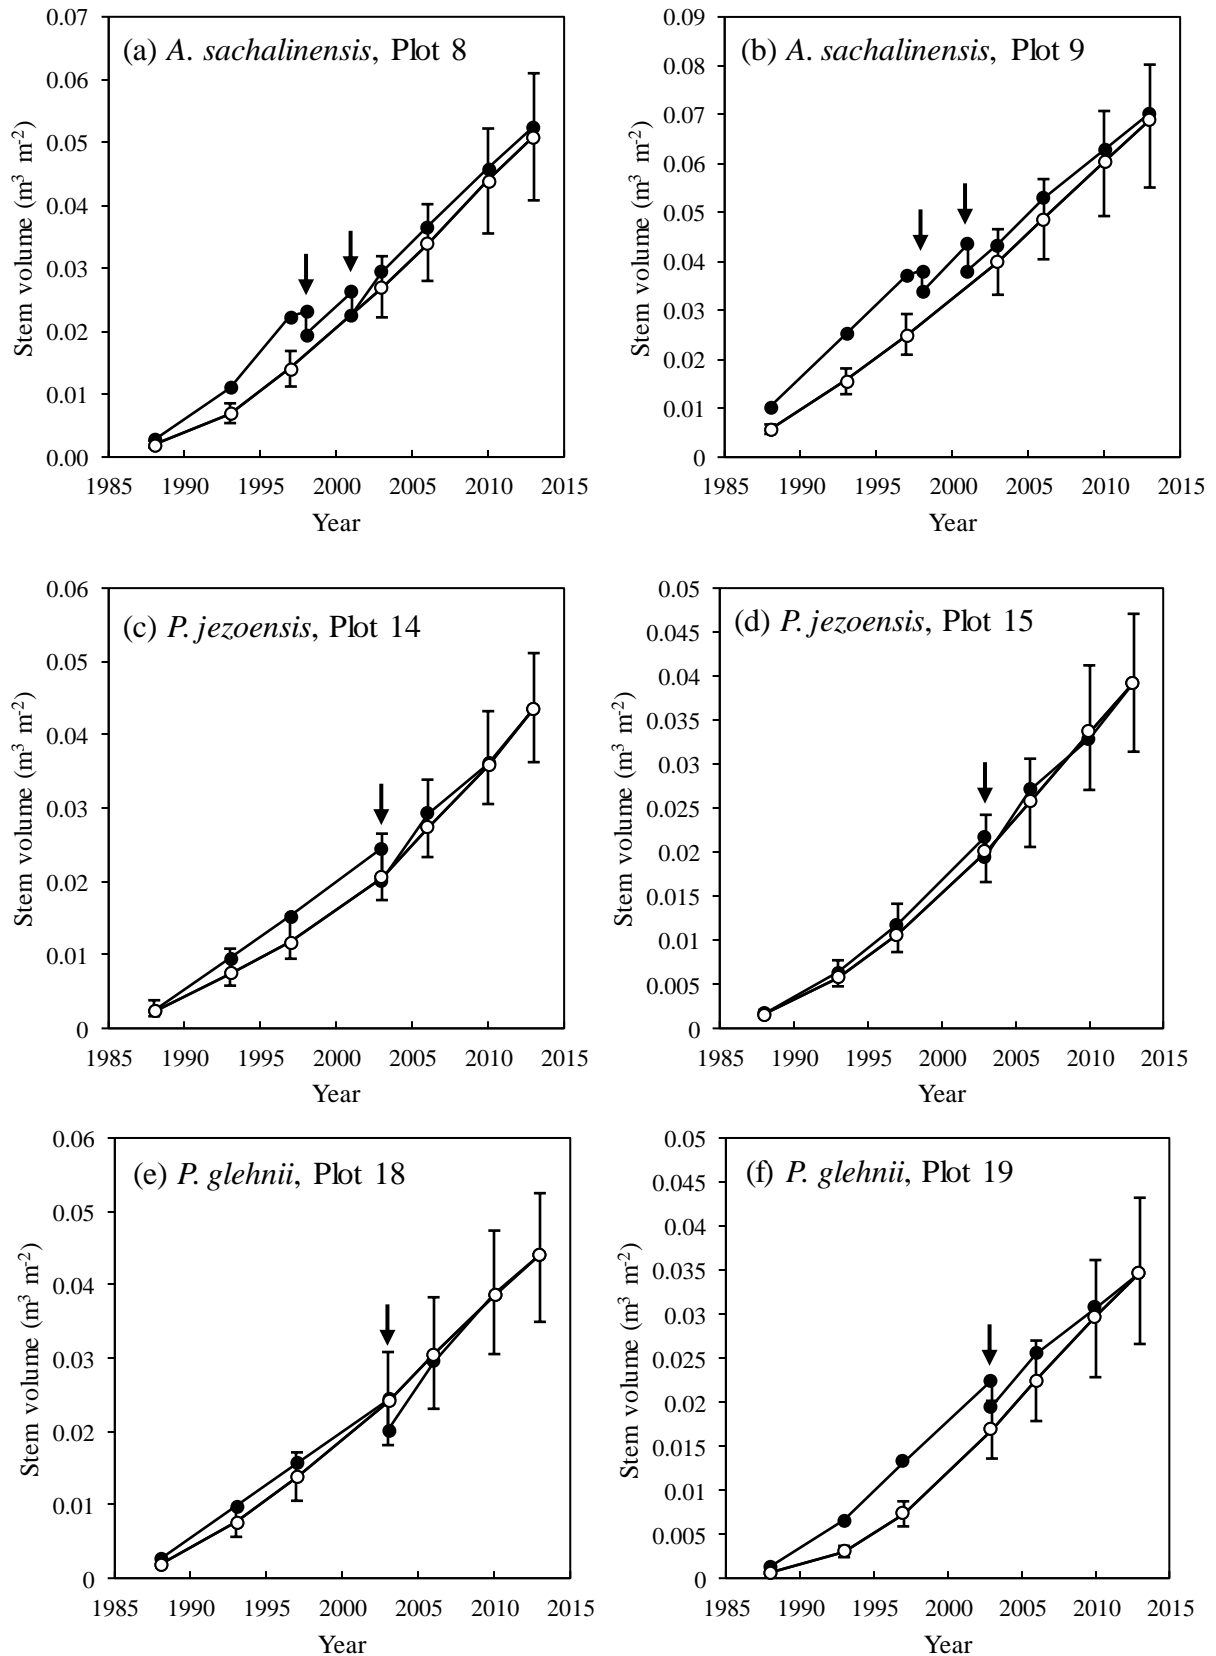 (a) A. sachalinensis, Plot 8
Stem volume (m³ m⁻²)
0.07
0.06
0.05
0.04
0.03
0.02
0.01
0.00
1985 1990 1995 2000 2005 2010 2015
Year
(b) A. sachalinensis, Plot 9
Stem volume (m³ m⁻²)
0.09
0.08
0.07
0.06
0.05
0.04
0.03
0.02
0.01
0
1985 1990 1995 2000 2005 2010 2015
Year
(c) P. jezoensis, Plot 14
Stem volume (m³ m⁻²)
0.06
0.05
0.04
0.03
0.02
0.01
0
1985 1990 1995 2000 2005 2010 2015
Year
(d) P. jezoensis, Plot 15
Stem volume (m³ m⁻²)
0.05
0.045
0.04
0.035
0.03
0.025
0.02
0.015
0.01
0.005
0
1985 1990 1995 2000 2005 2010 2015
Year
(e) P. glehnii, Plot 18
Stem volume (m³ m⁻²)
0.06
0.05
0.04
0.03
0.02
0.01
0
1985 1990 1995 2000 2005 2010 2015
Year
(f) P. glehnii, Plot 19
Stem volume (m³ m⁻²)
0.05
0.045
0.04
0.035
0.03
0.025
0.02
0.015
0.01
0.005
0
1985 1990 1995 2000 2005 2010 2015
Year